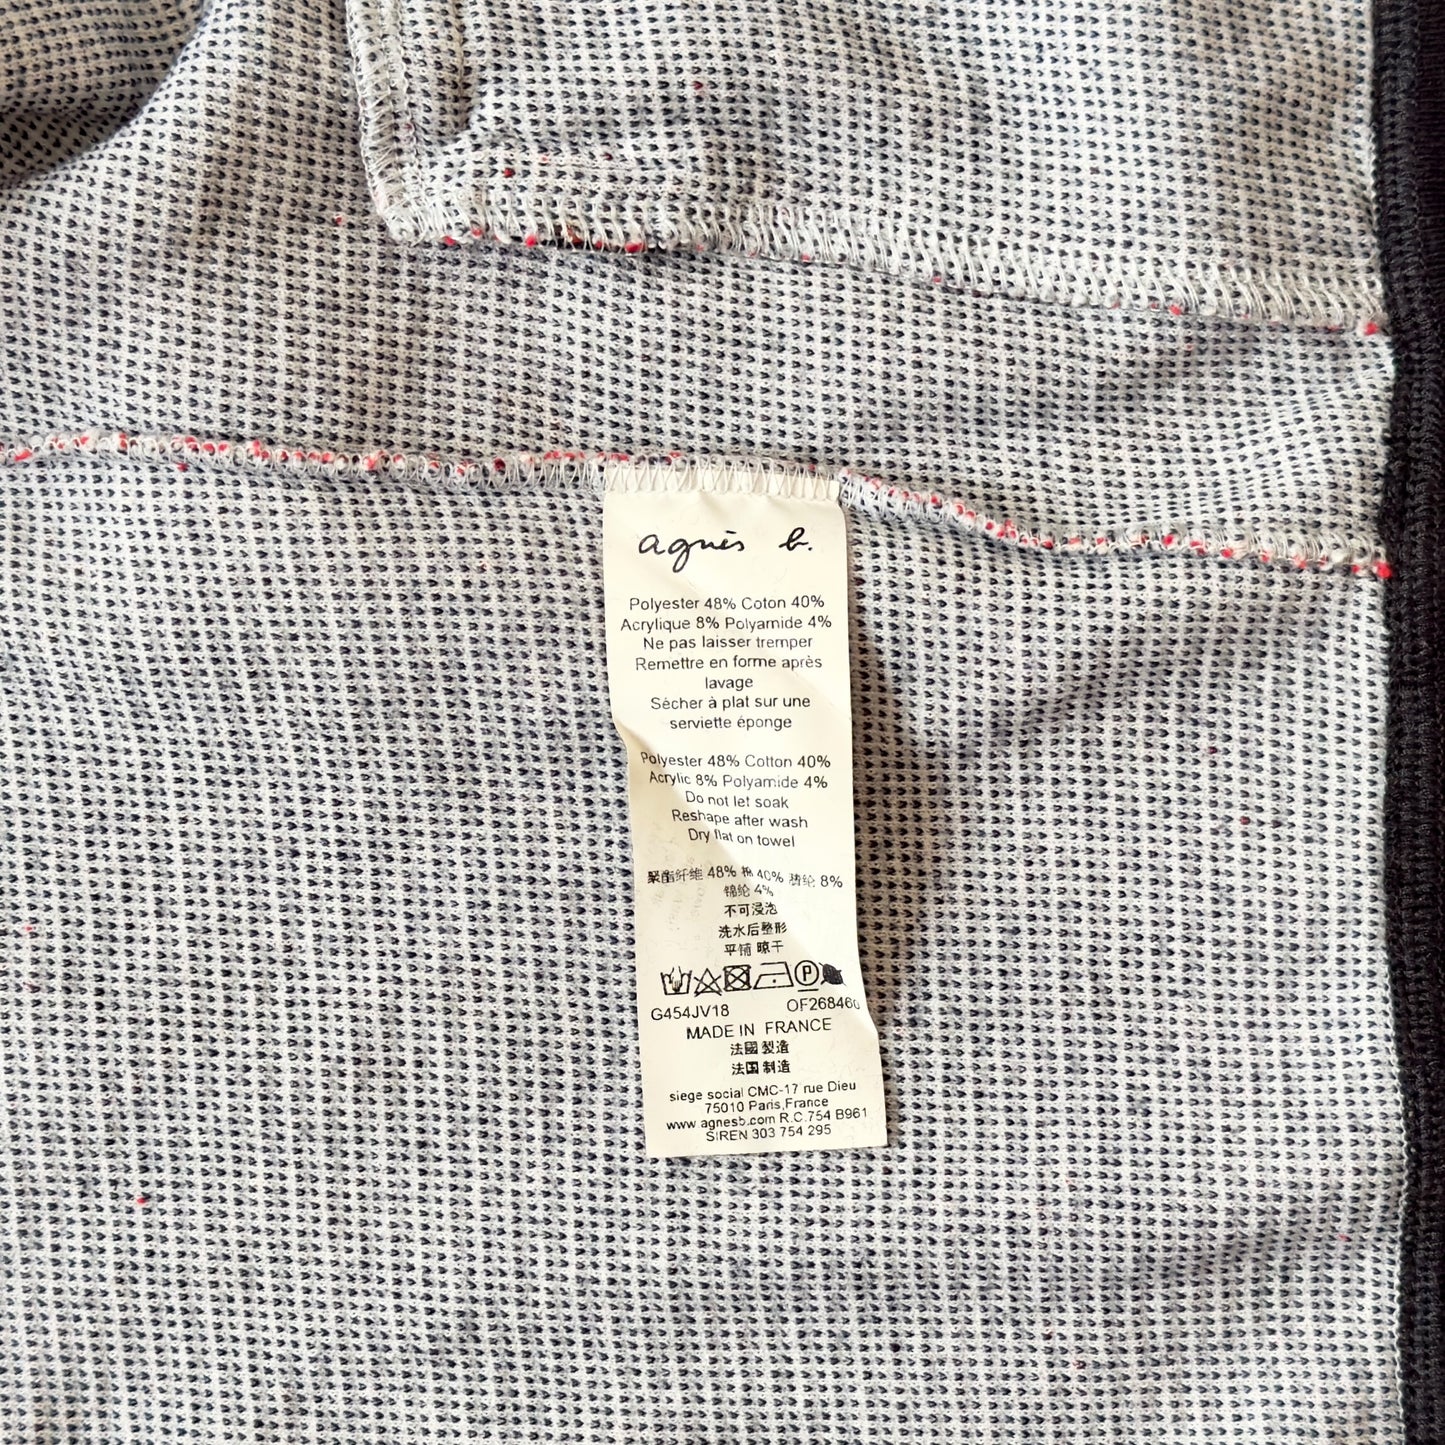 agnès b.
Polyester 48% Coton 40%
Acrylique 8% Polyamide 4%
Ne pas laisser tremper
Remettre en forme après
lavage
Sécher à plat sur une
serviette éponge
Polyester 48% Cotton 40%
Acrylic 8% Polyamide 4%
Do not let soak
Reshape after wash
Dry flat on towel
聚酯纤维 48% 棉 40% 腈纶 8%
锦纶 4%
不可浸泡
洗水后整形
平铺 晾干
P
G454JV18 OF268460
MADE IN FRANCE
法國製造
法国制造
siege social CMC-17 rue Dieu
75010 Paris,France
www.agnesb.com R.C.754 B961
SIREN 303 754 295